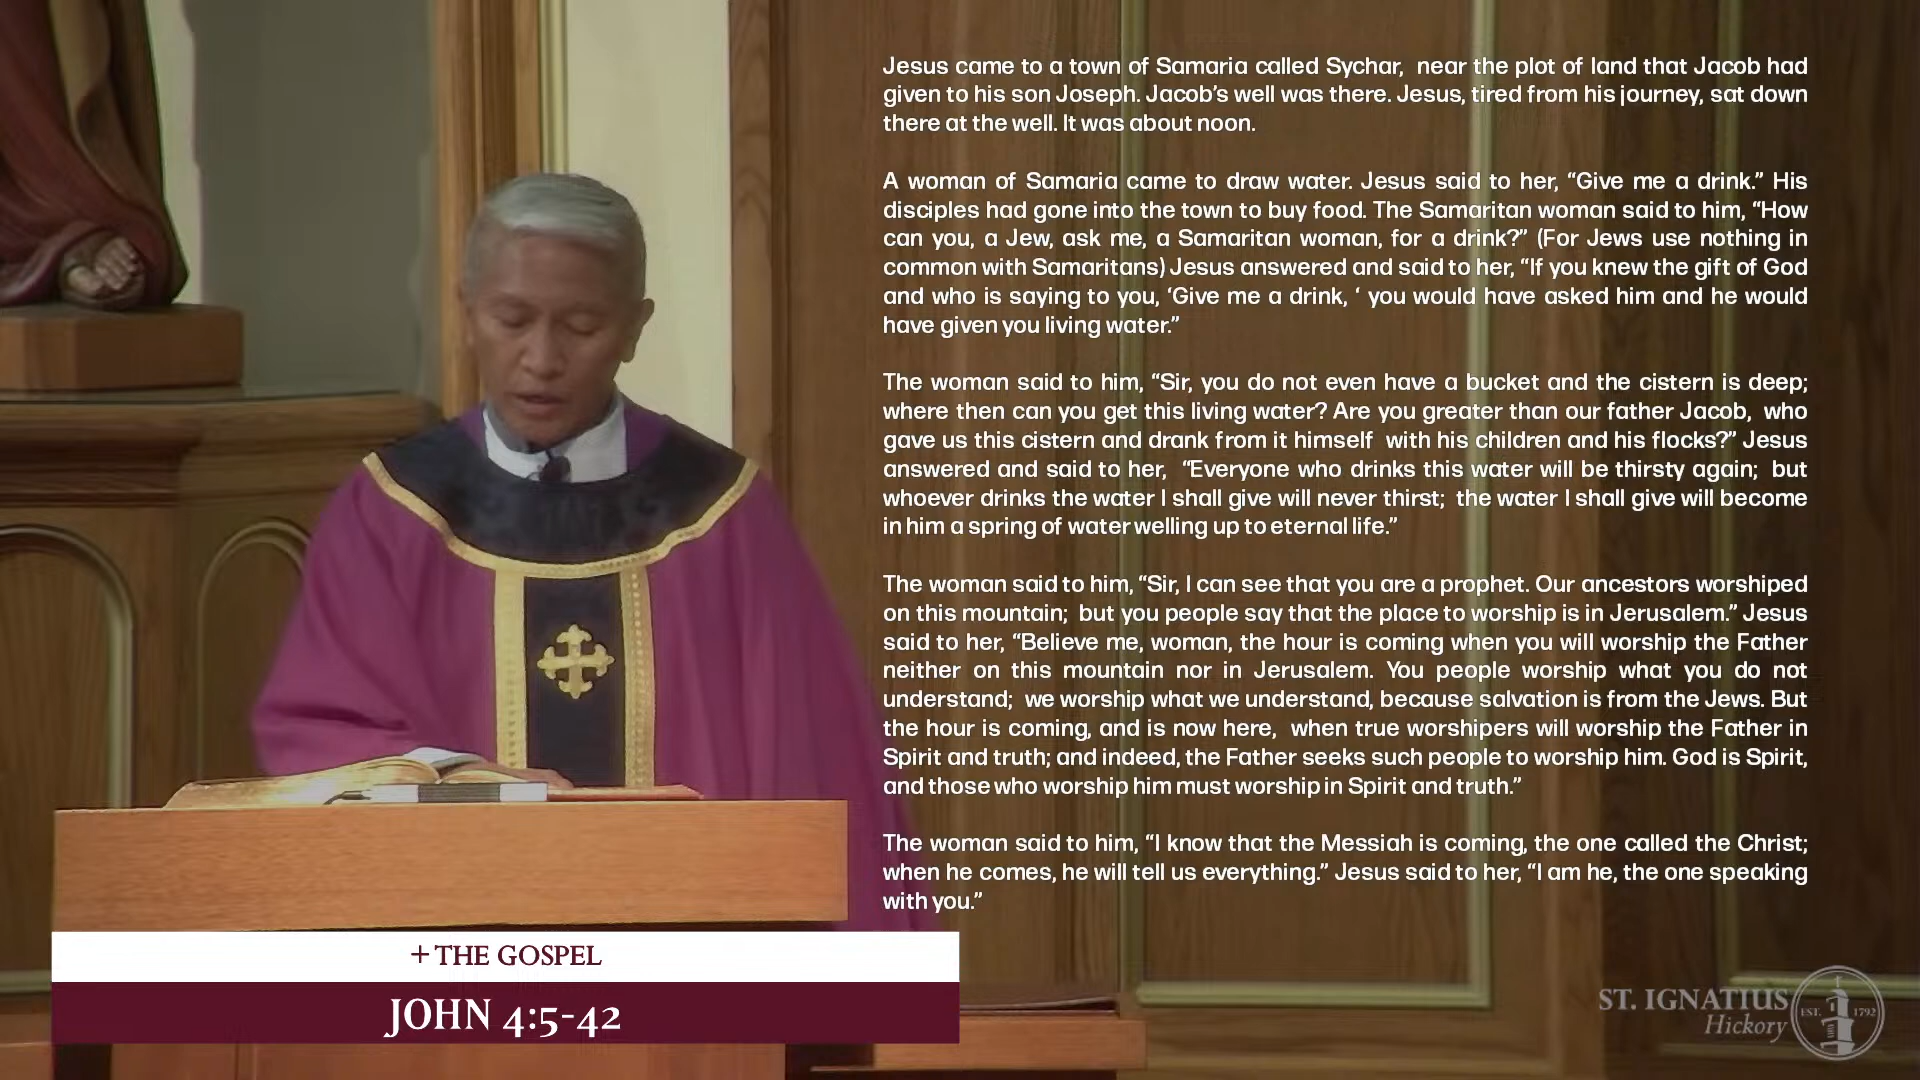 Jesus came to a town of Samaria called Sychar, near the plot of land that Jacob had
given to his son Joseph. Jacob’s well was there. Jesus, tired from his journey, sat down
there at the well. It was about noon.
A woman of Samaria came to draw water. Jesus said to her, “Give me a drink.” His
disciples had gone into the town to buy food. The Samaritan woman said to him, “How
can you, a Jew, ask me, a Samaritan woman, for a drink?” (For Jews use nothing in
common with Samaritans) Jesus answered and said to her, “If you knew the gift of God
and who is saying to you, ‘Give me a drink, ‘ you would have asked him and he would
have given you living water.”
The woman said to him, “Sir, you do not even have a bucket and the cistern is deep;
where then can you get this living water? Are you greater than our father Jacob, who
gave us this cistern and drank from it himself with his children and his flocks?” Jesus
answered and said to her, “Everyone who drinks this water will be thirsty again; but
whoever drinks the water I shall give will never thirst; the water I shall give will become
in him a spring of water welling up to eternal life.”
The woman said to him, “Sir, I can see that you are a prophet. Our ancestors worshiped
on this mountain; but you people say that the place to worship is in Jerusalem.” Jesus
said to her, “Believe me, woman, the hour is coming when you will worship the Father
neither on this mountain nor in Jerusalem. You people worship what you do not
understand; we worship what we understand, because salvation is from the Jews. But
the hour is coming, and is now here, when true worshipers will worship the Father in
Spirit and truth; and indeed, the Father seeks such people to worship him. God is Spirit,
and those who worship him must worship in Spirit and truth.”
The woman said to him, “I know that the Messiah is coming, the one called the Christ;
when he comes, he will tell us everything.” Jesus said to her, “I am he, the one speaking
with you.”
+THE GOSPEL
JOHN 4:5-42
ST. IGNATIUS
Hickory
EST. 1792